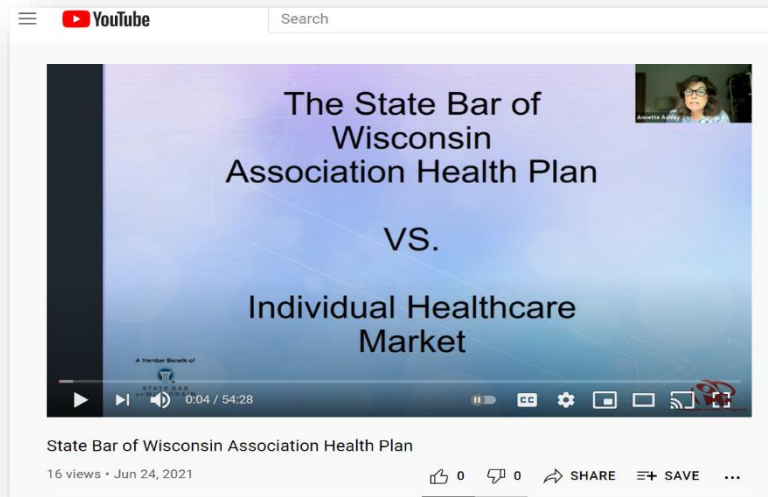 YouTube
Search
The State Bar of
Wisconsin
Association Health Plan
VS.
Individual Healthcare
Market
Annette Ashley
A Member Benefit of
STATE BAR
OF WISCONSIN
0:04 / 54:28
CC
State Bar of Wisconsin Association Health Plan
16 views • Jun 24, 2021
0
0
SHARE
SAVE